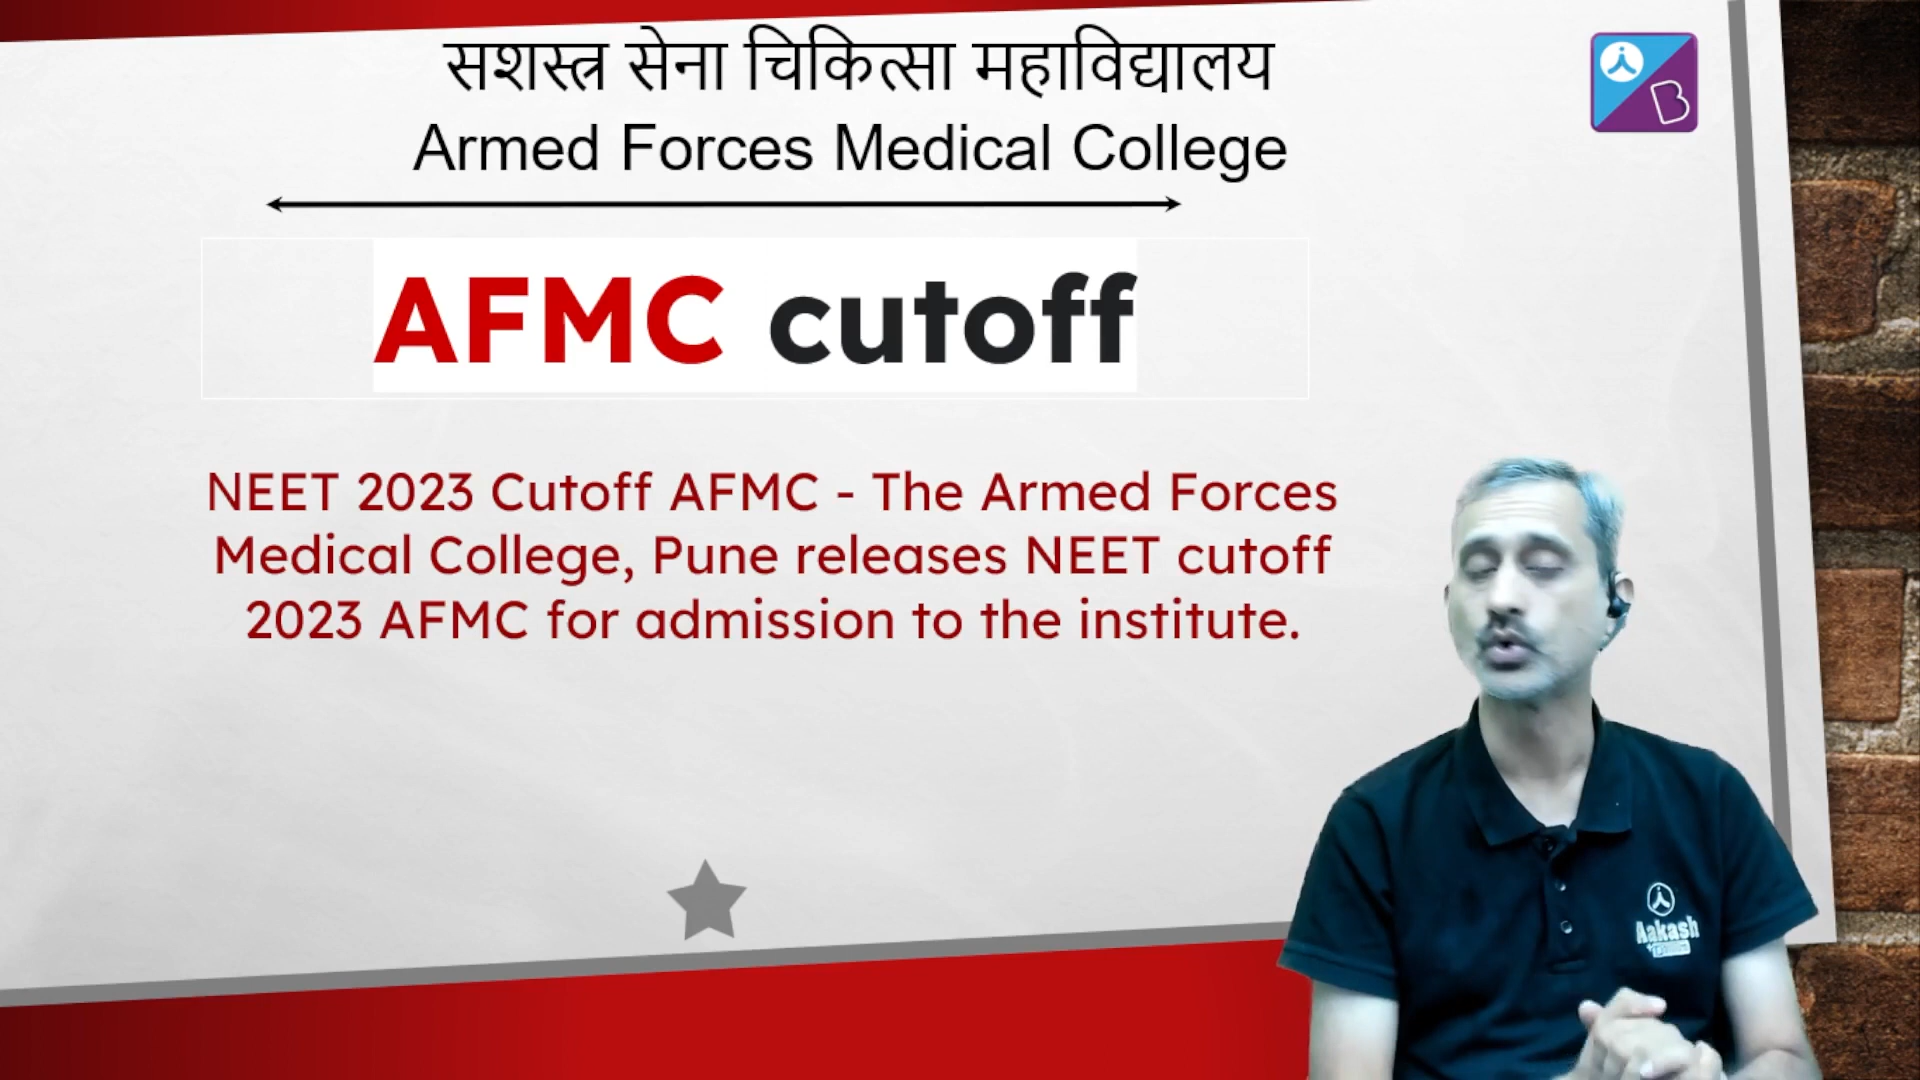 सशस्त्र सेना चिकित्सा महाविद्यालय
Armed Forces Medical College
AFMC cutoff
NEET 2023 Cutoff AFMC - The Armed Forces
Medical College, Pune releases NEET cutoff
2023 AFMC for admission to the institute.
B
Aakash